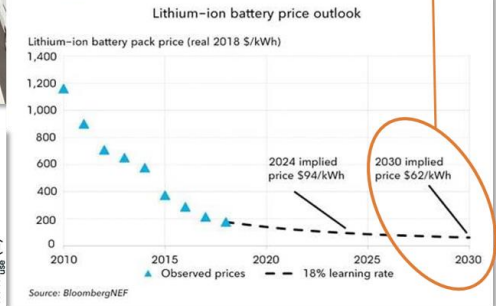 Lithium-ion battery price outlook
Lithium-ion battery pack price (real 2018 $/kWh)
1,400
1,200
1,000
800
600
400
200
0
2024 implied
price $94/kWh
2030 implied
price $62/kWh
2010
2015
2020
2025
2030
Observed prices
18% learning rate
Source: BloombergNEF
use